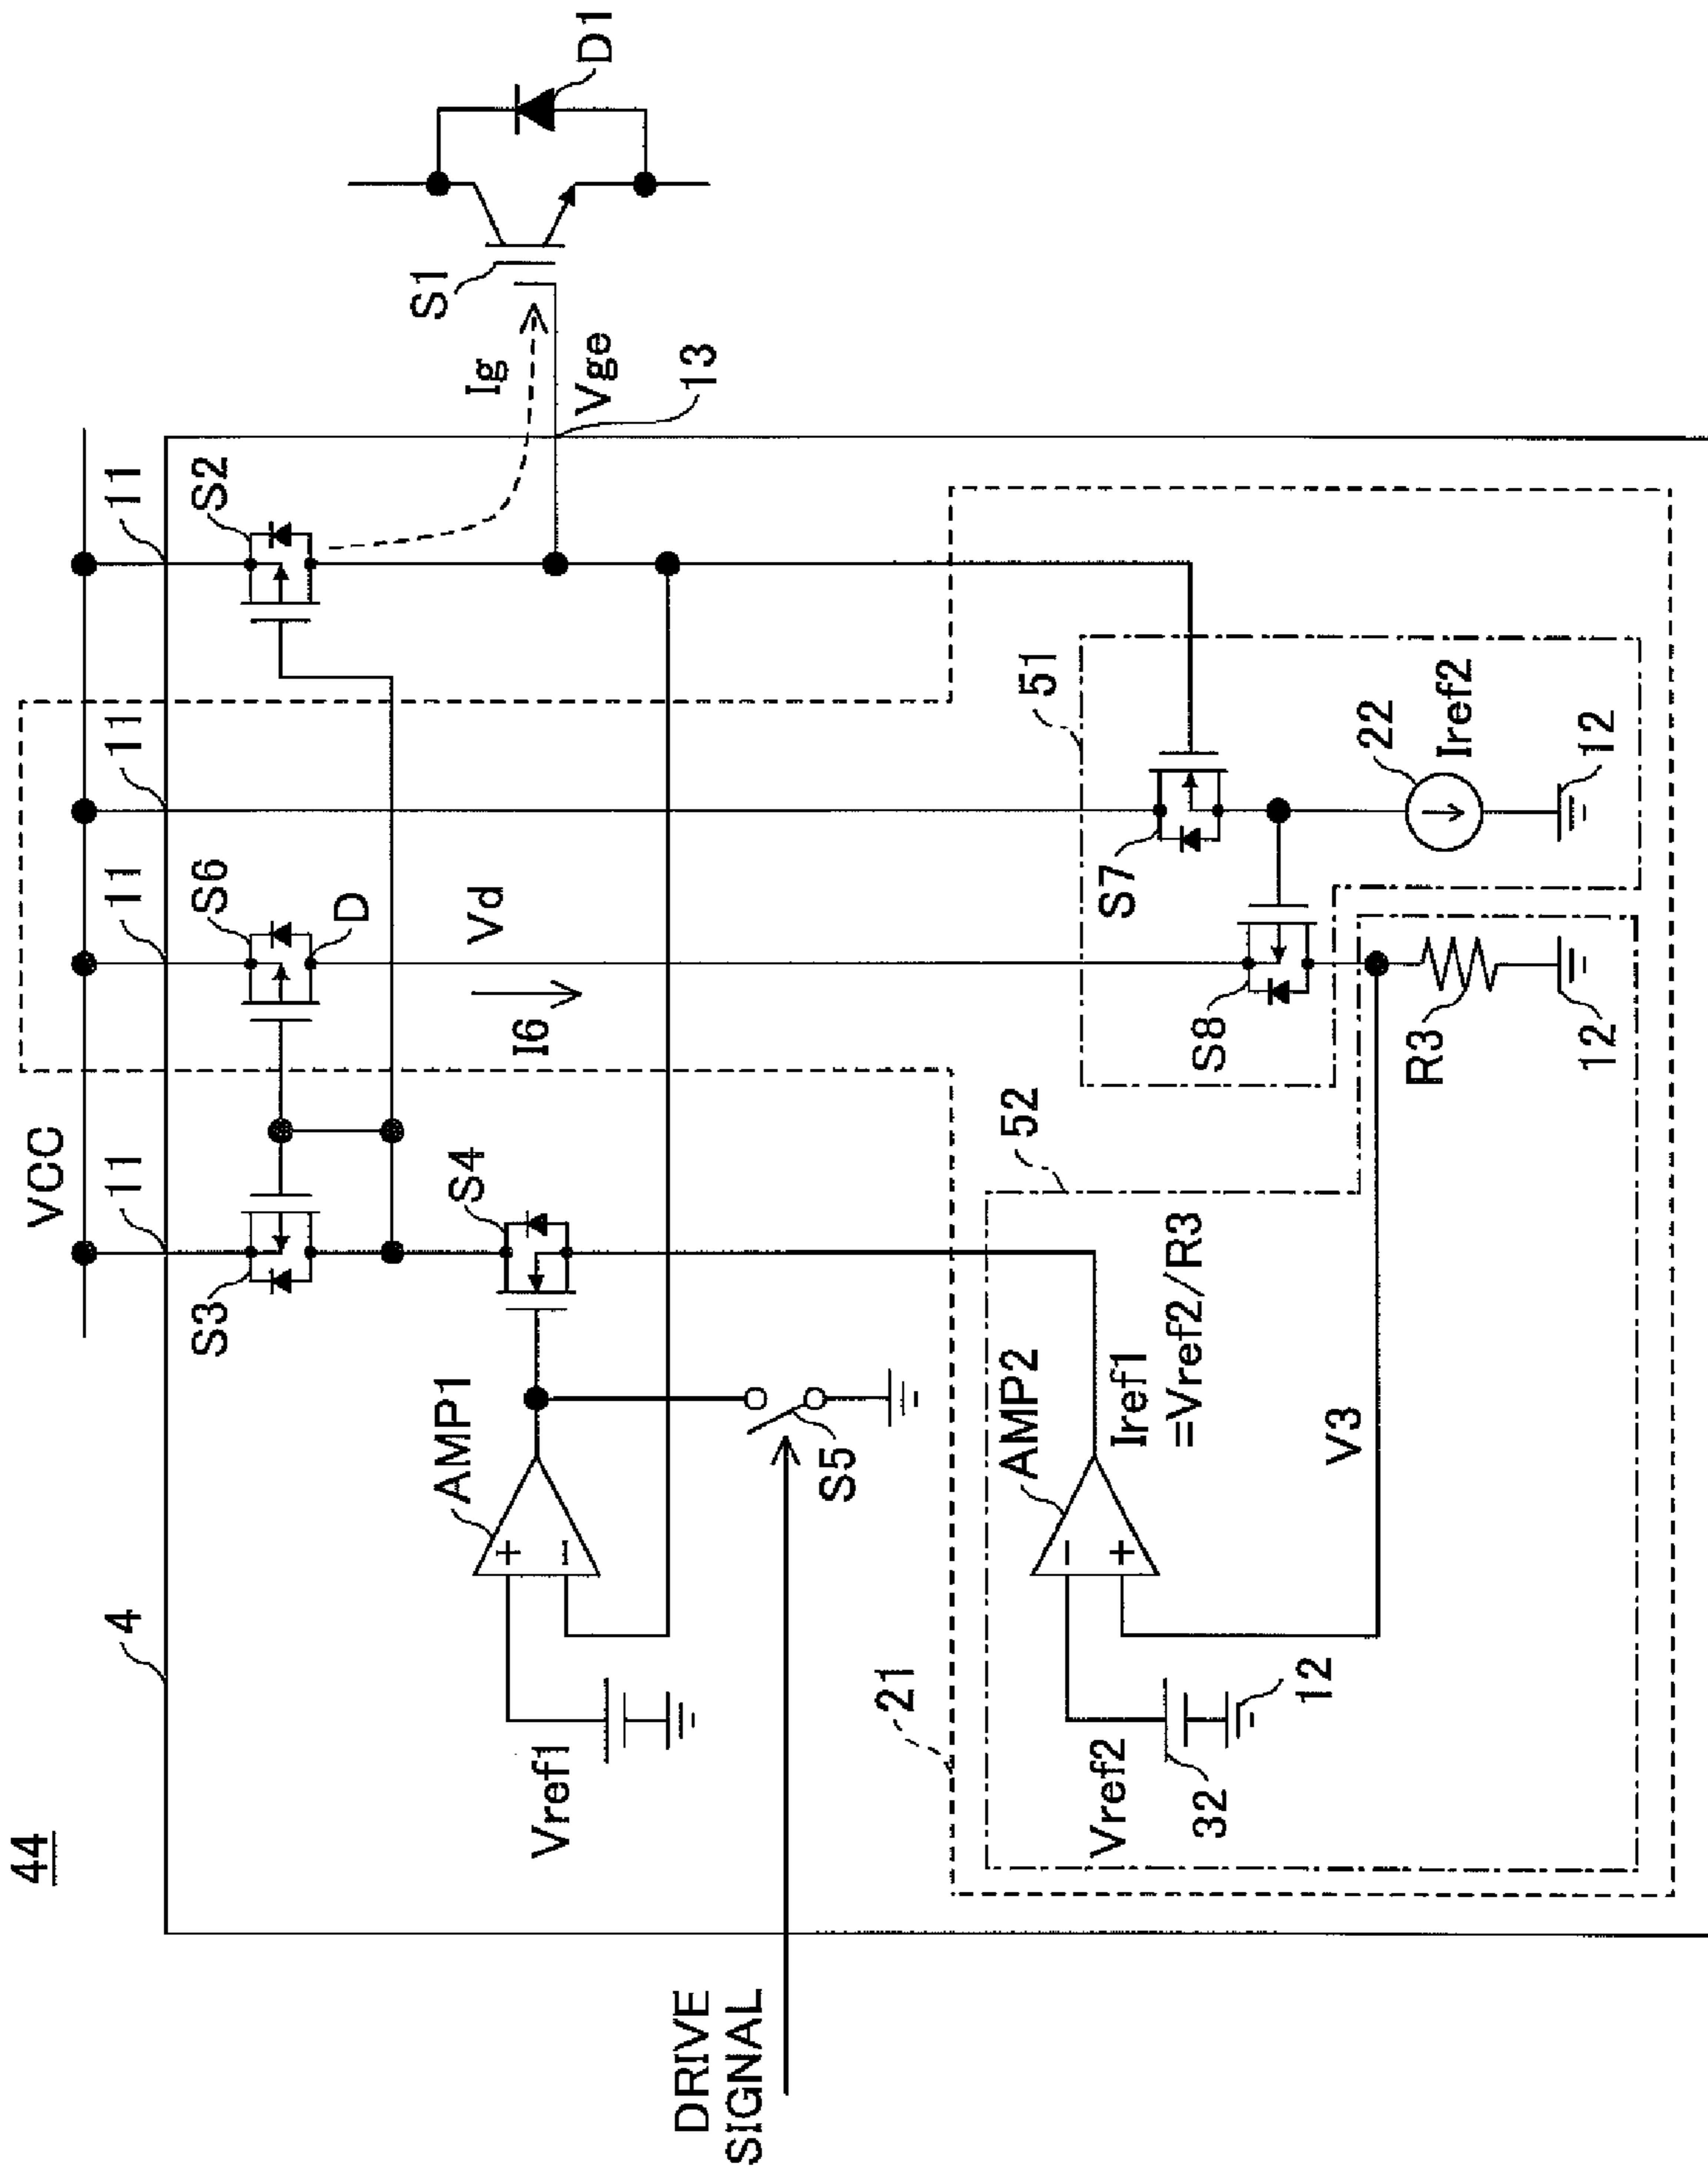 44
4
VCC
11
11
11
11
S3
S6
D
S2
S4
I6
Vd
Ig
Vge
13
S1
D1
AMP1
+
−
Vref1
S5
DRIVE
SIGNAL
21
52
51
AMP2
−
+
Iref1
=Vref2/R3
Vref2
32
12
V3
S7
S8
22
Iref2
12
R3
12